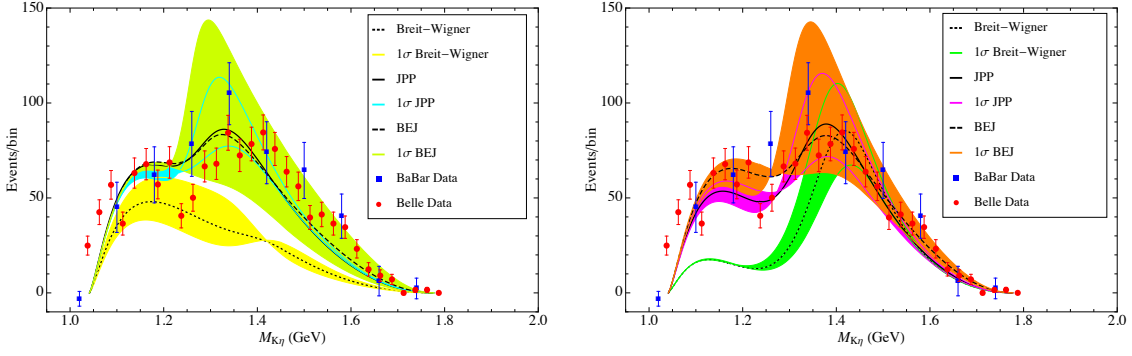 Events/bin
150
100
50
0
1.0 1.2 1.4 1.6 1.8 2.0
MKη (GeV)
Breit−Wigner
1σ Breit−Wigner
JPP
1σ JPP
BEJ
1σ BEJ
BaBar Data
Belle Data
Events/bin
150
100
50
0
1.0 1.2 1.4 1.6 1.8 2.0
MKη (GeV)
Breit−Wigner
1σ Breit−Wigner
JPP
1σ JPP
BEJ
1σ BEJ
BaBar Data
Belle Data